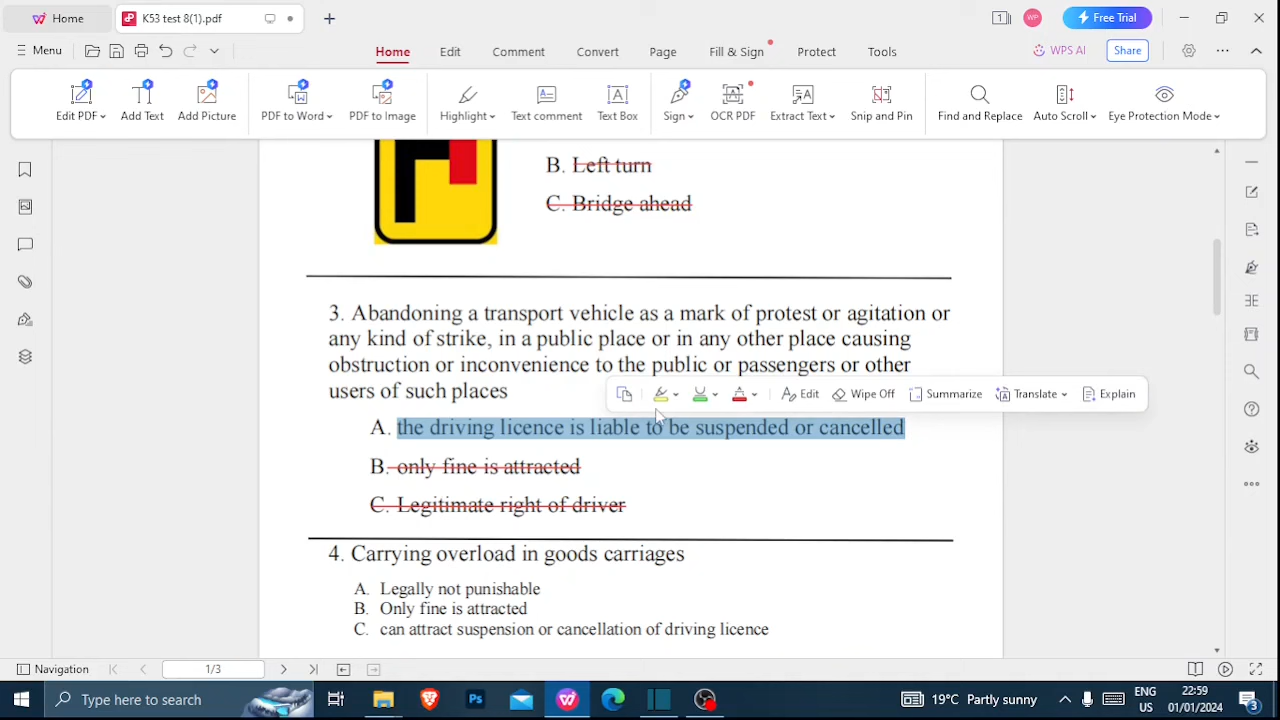 Home
K53 test 8(1).pdf
WP
Free Trial
Menu
Home
Edit
Comment
Convert
Page
Fill & Sign
Protect
Tools
WPS AI
Share
Edit PDF
Add Text
Add Picture
PDF to Word
PDF to Image
Highlight
Text comment
Text Box
Sign
OCR PDF
Extract Text
Snip and Pin
Find and Replace
Auto Scroll
Eye Protection Mode
B. Left turn
C. Bridge ahead
3. Abandoning a transport vehicle as a mark of protest or agitation or
any kind of strike, in a public place or in any other place causing
obstruction or inconvenience to the public or passengers or other
users of such places
Edit
Wipe Off
Summarize
Translate
Explain
A. the driving licence is liable to be suspended or cancelled
B. only fine is attracted
C. Legitimate right of driver
4. Carrying overload in goods carriages
A. Legally not punishable
B. Only fine is attracted
C. can attract suspension or cancellation of driving licence
Navigation
1/3
Type here to search
Ps
19°C Partly sunny
ENG
US
22:59
01/01/2024
3